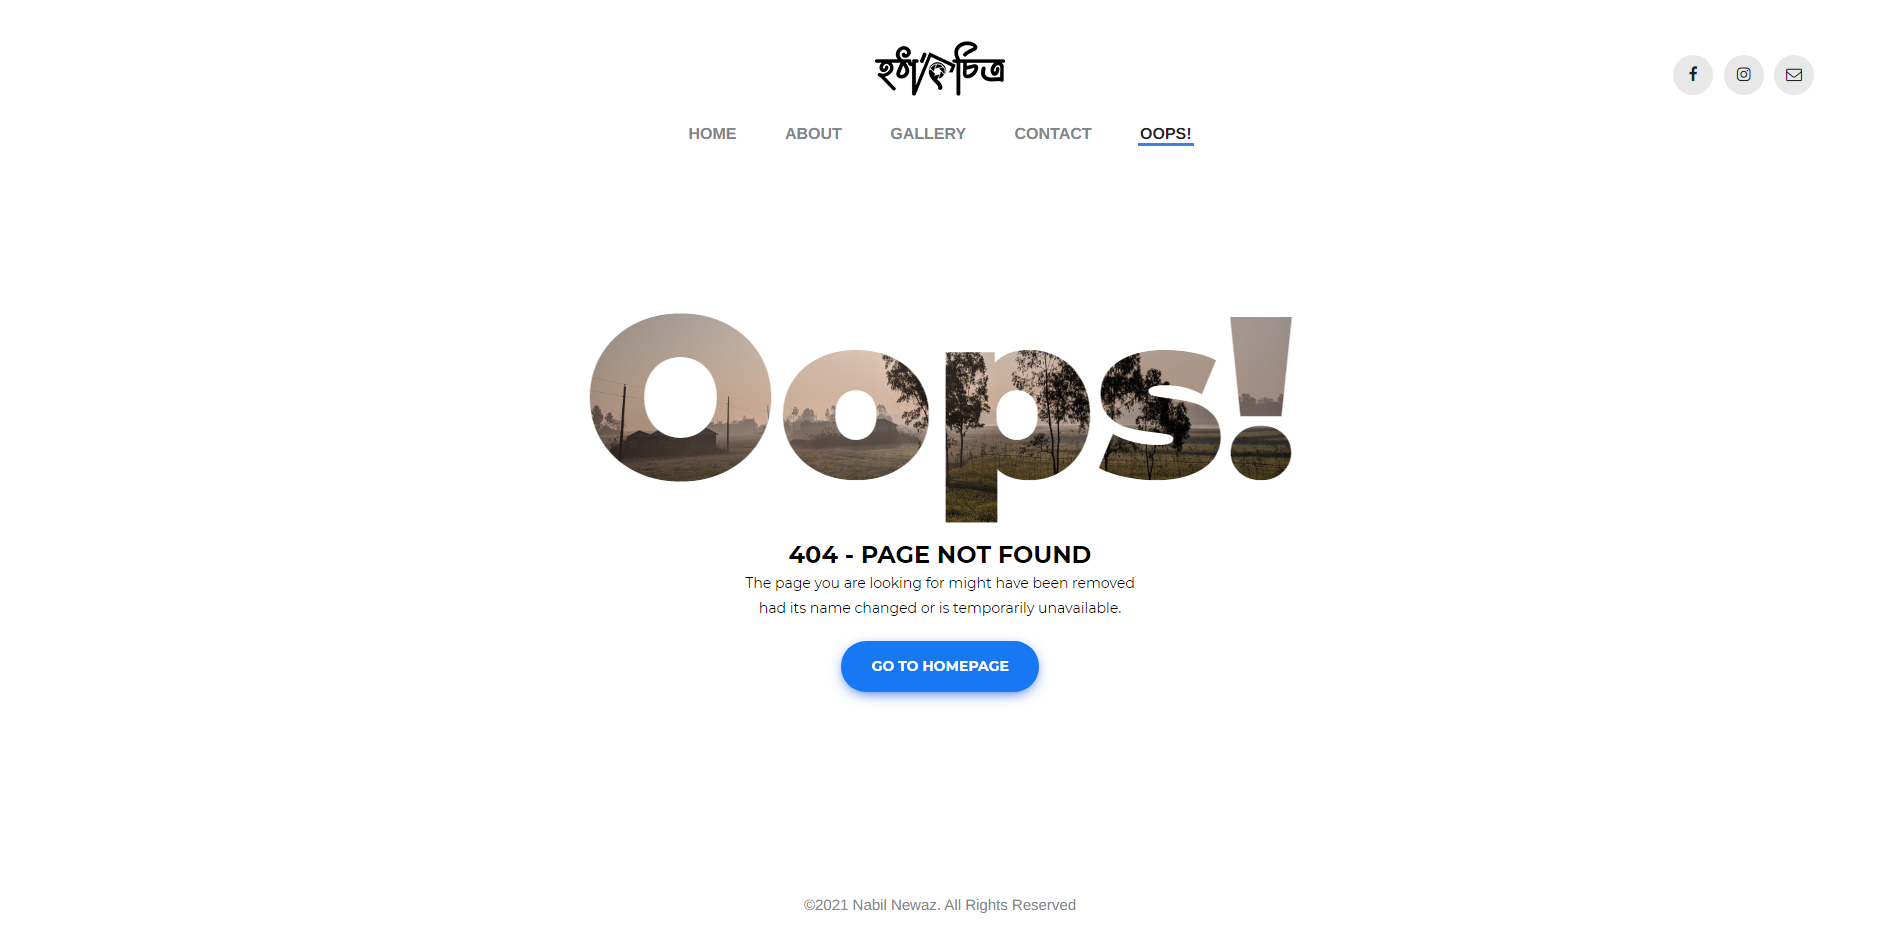 হঠাৎচিত্র
HOME ABOUT GALLERY CONTACT OOPS!
Oops!
404 - PAGE NOT FOUND
The page you are looking for might have been removed
had its name changed or is temporarily unavailable.
GO TO HOMEPAGE
©2021 Nabil Newaz. All Rights Reserved